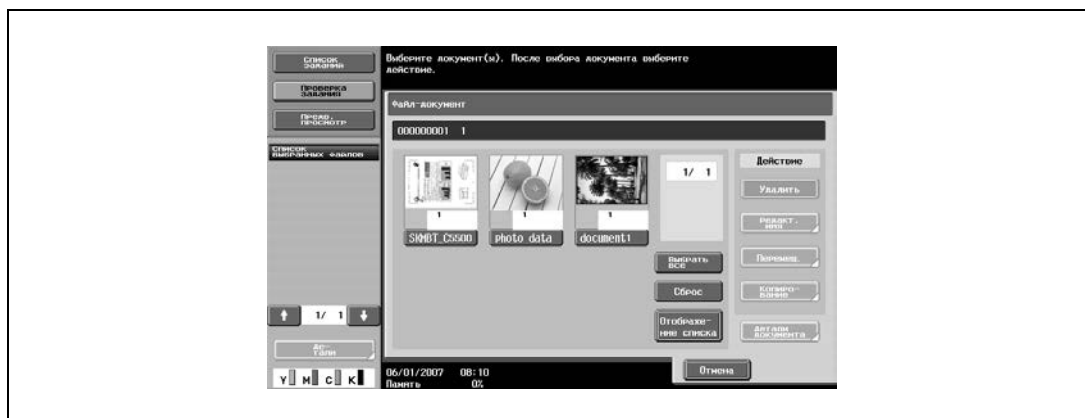 Список
задания
Проверка
задания
Предв.
просмотр
Список
выбранных файлов
1/ 1
Де-
тали
Y M C K
Выберите документ(ы). После выбора документа выберите
действие.
Файл-документ
000000001 1
1
SKMBT_C5500
1
photo data
1
document1
1/ 1
Выбрать
все
Сброс
Отображе-
ние списка
Действие
Удалить
Редакт.
имя
Перемещ.
Копиро-
вание
Детали
документа
Отмена
06/01/2007 08:10
Память 0%